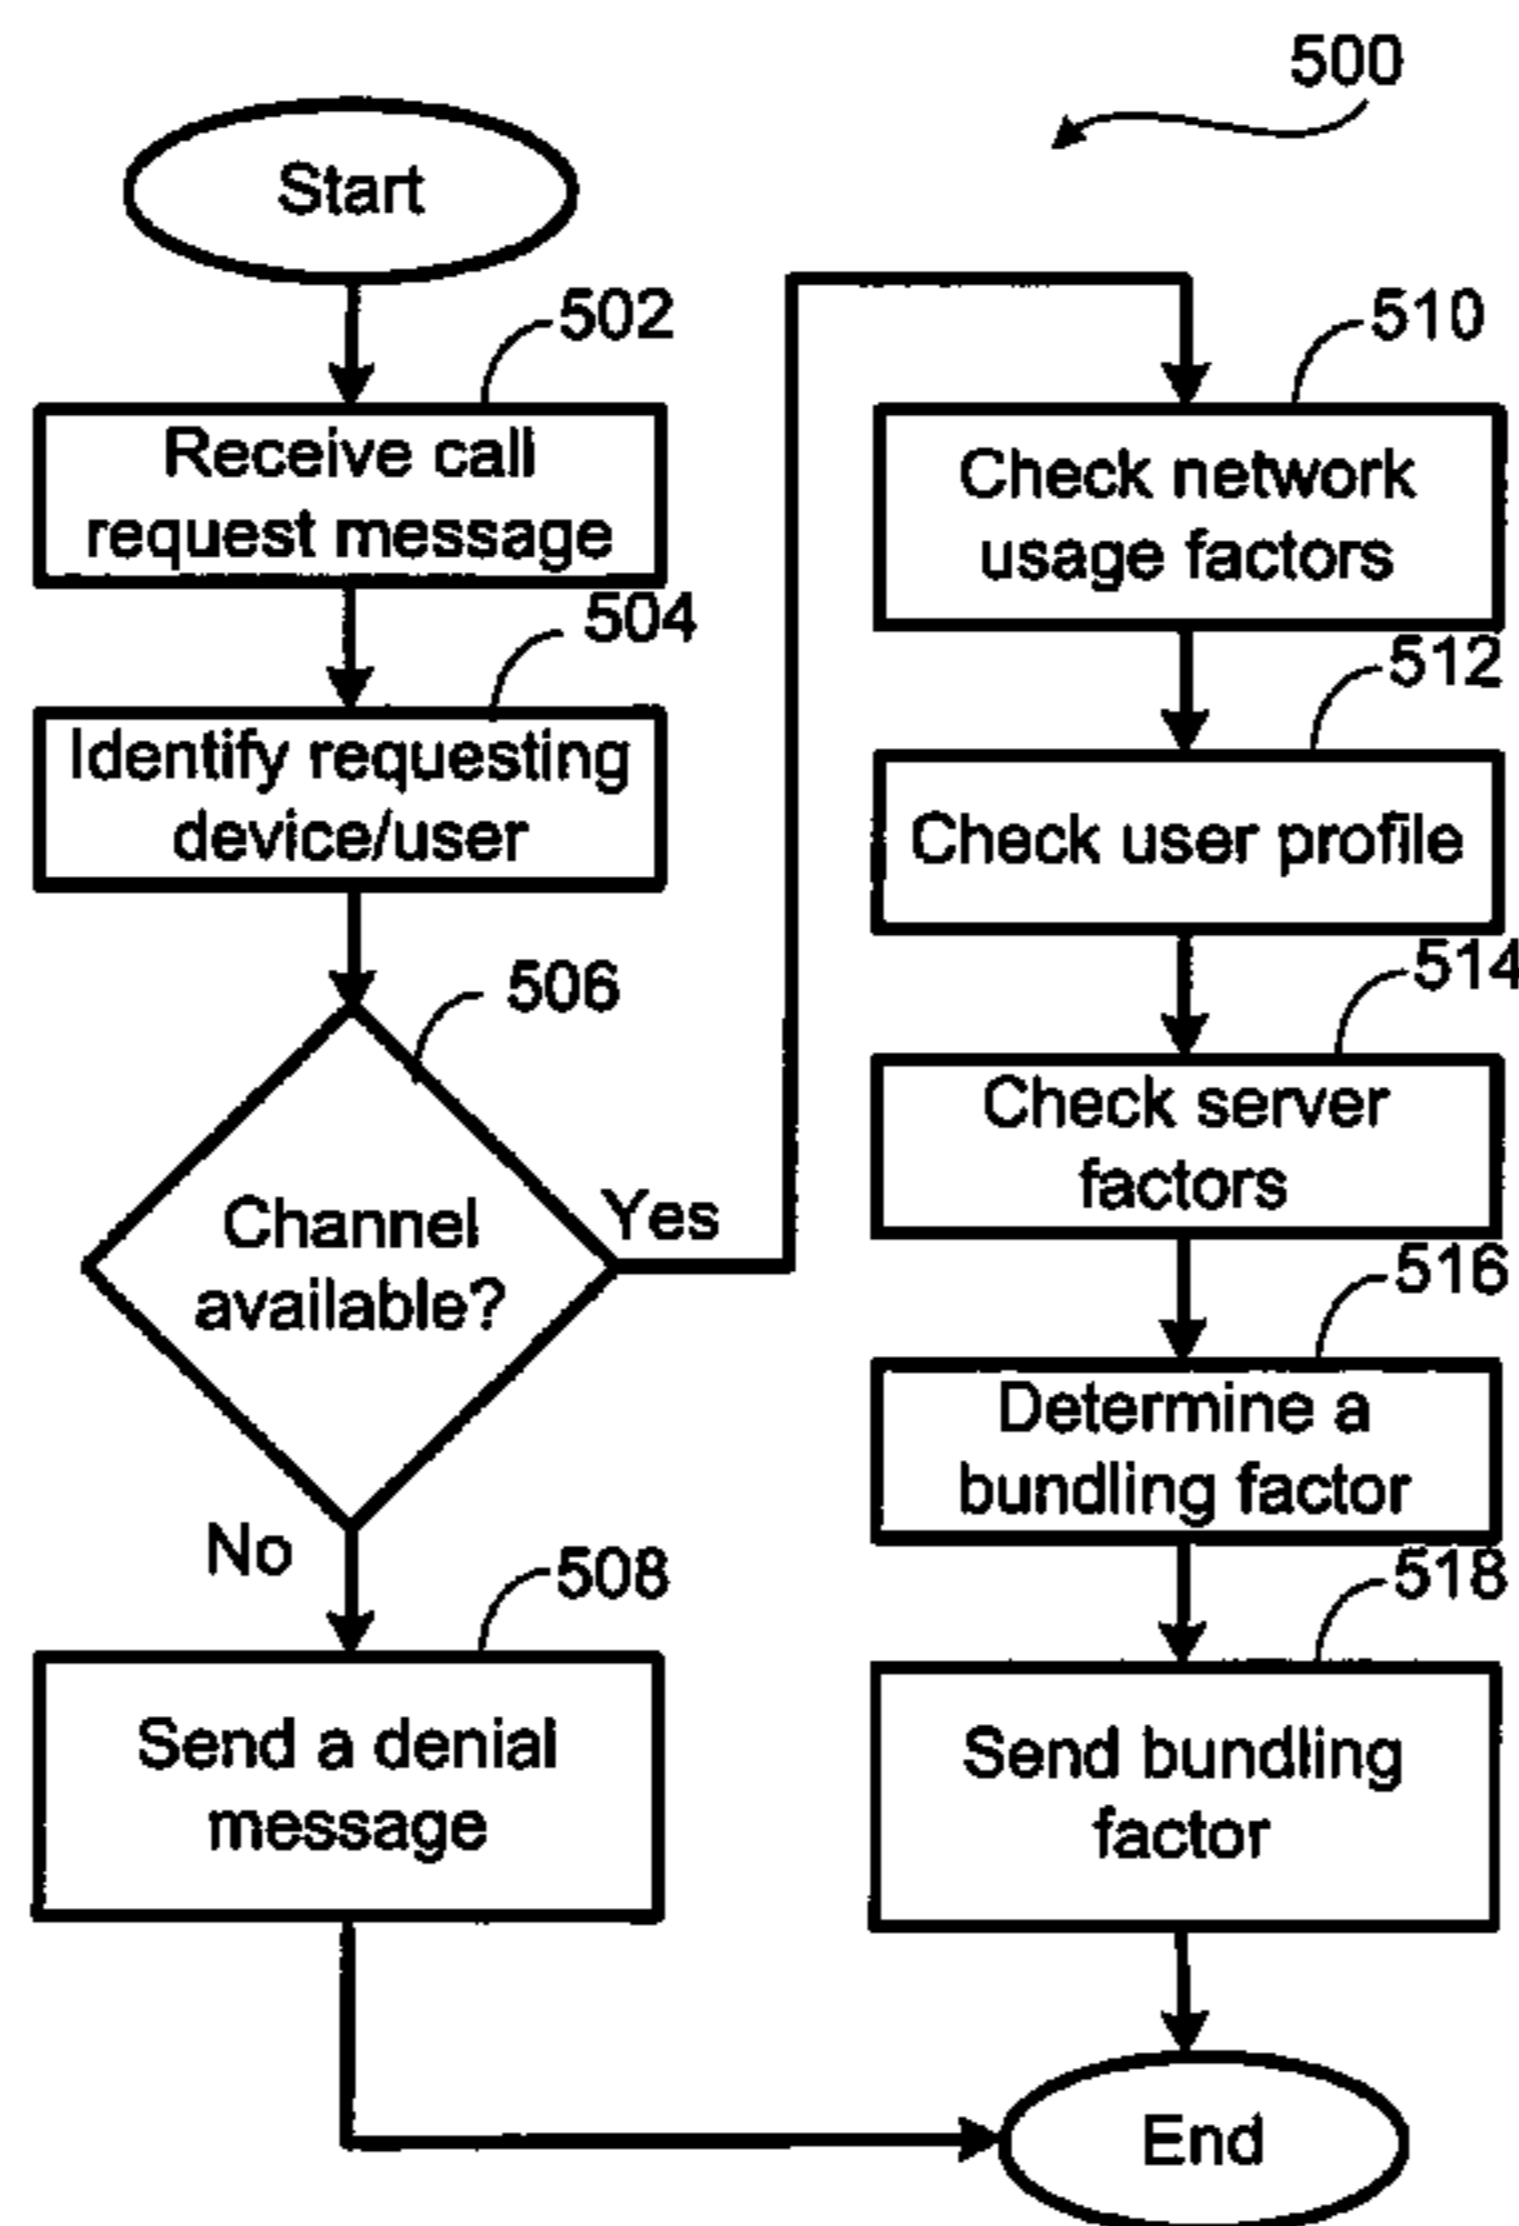 500
Start
502
Receive call
request message
504
Identify requesting
device/user
506
Channel
available?
Yes
No
508
Send a denial
message
510
Check network
usage factors
512
Check user profile
514
Check server
factors
516
Determine a
bundling factor
518
Send bundling
factor
End